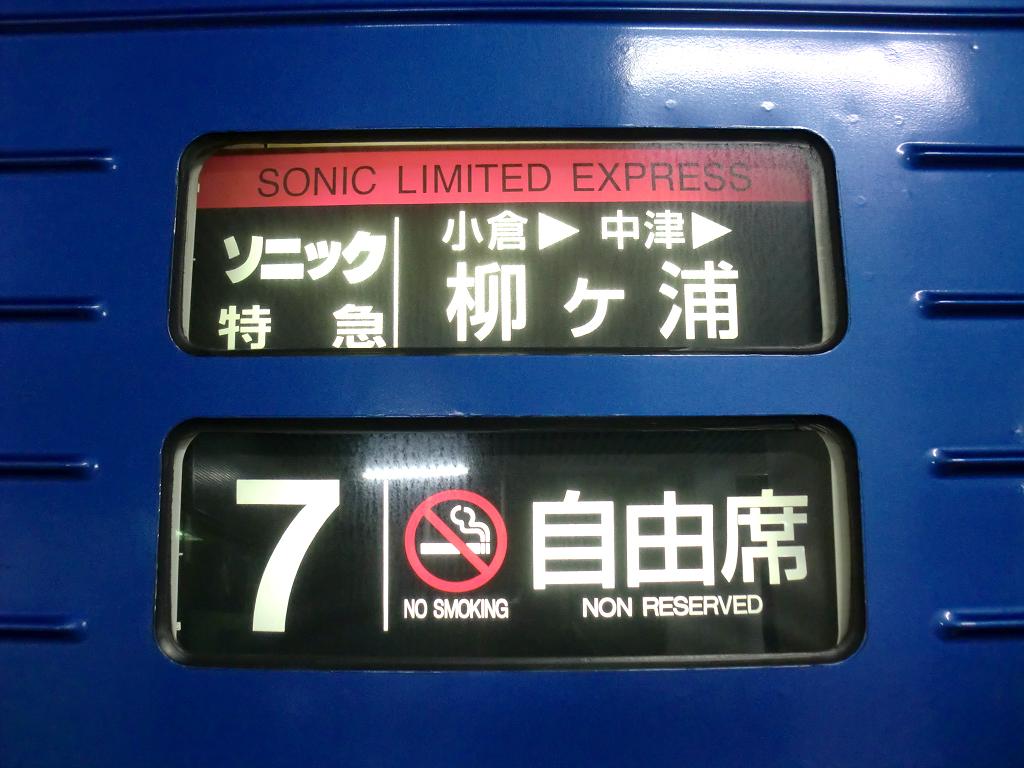 SONIC LIMITED EXPRESS
ソニック
特急
小倉▶ 中津▶
柳ヶ浦
7
NO SMOKING
自由席
NON RESERVED